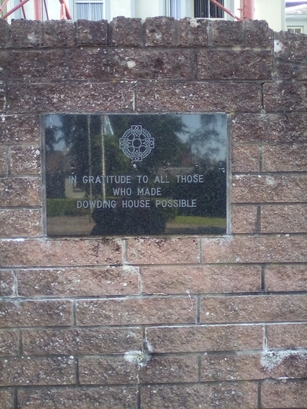 IN GRATITUDE TO ALL THOSE
WHO MADE
DOWDING HOUSE POSSIBLE